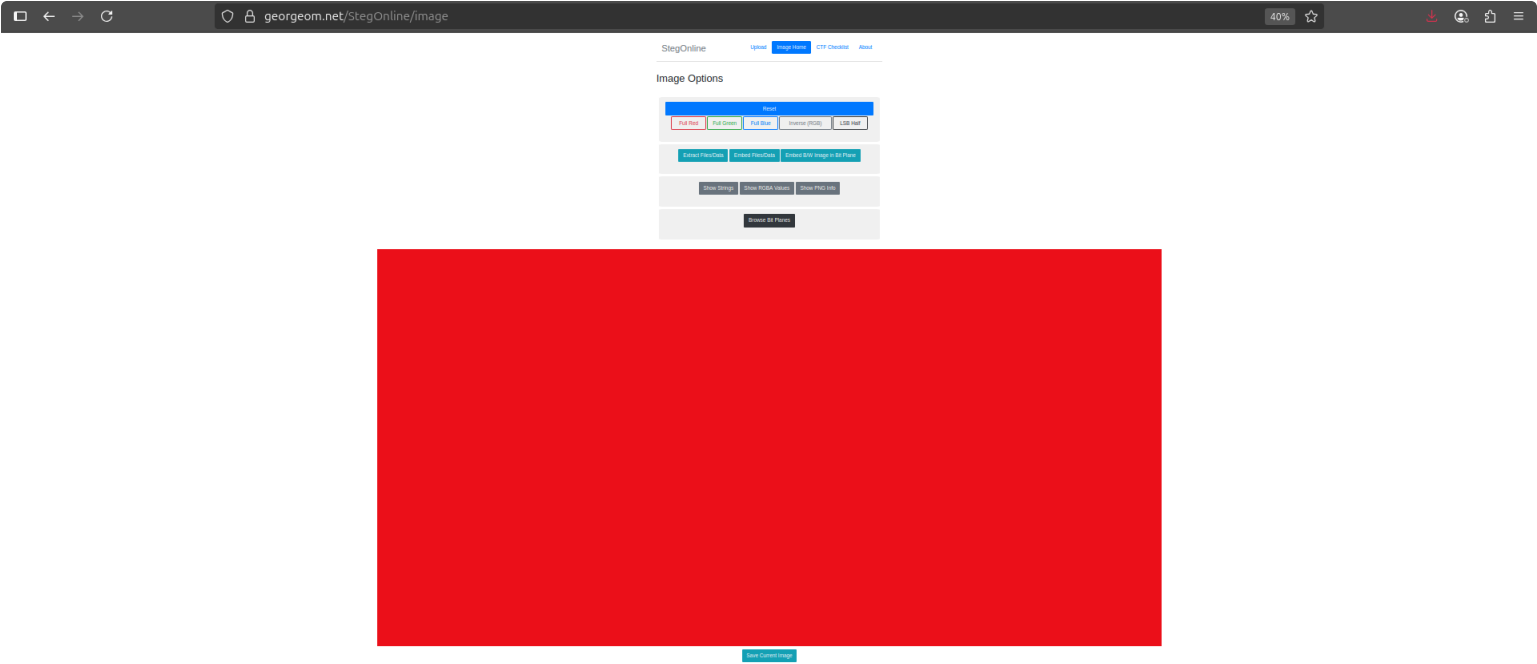 georgeom.net/StegOnline/image
40%
StegOnline
Upload
Image Home
CTF Checklist
About
Image Options
Reset
Full Red
Full Green
Full Blue
Inverse (RGB)
LSB Half
Extract Files/Data
Embed Files/Data
Embed B/W Image in Bit Plane
Show Strings
Show RGBA Values
Show PNG Info
Browse Bit Planes
Save Current Image